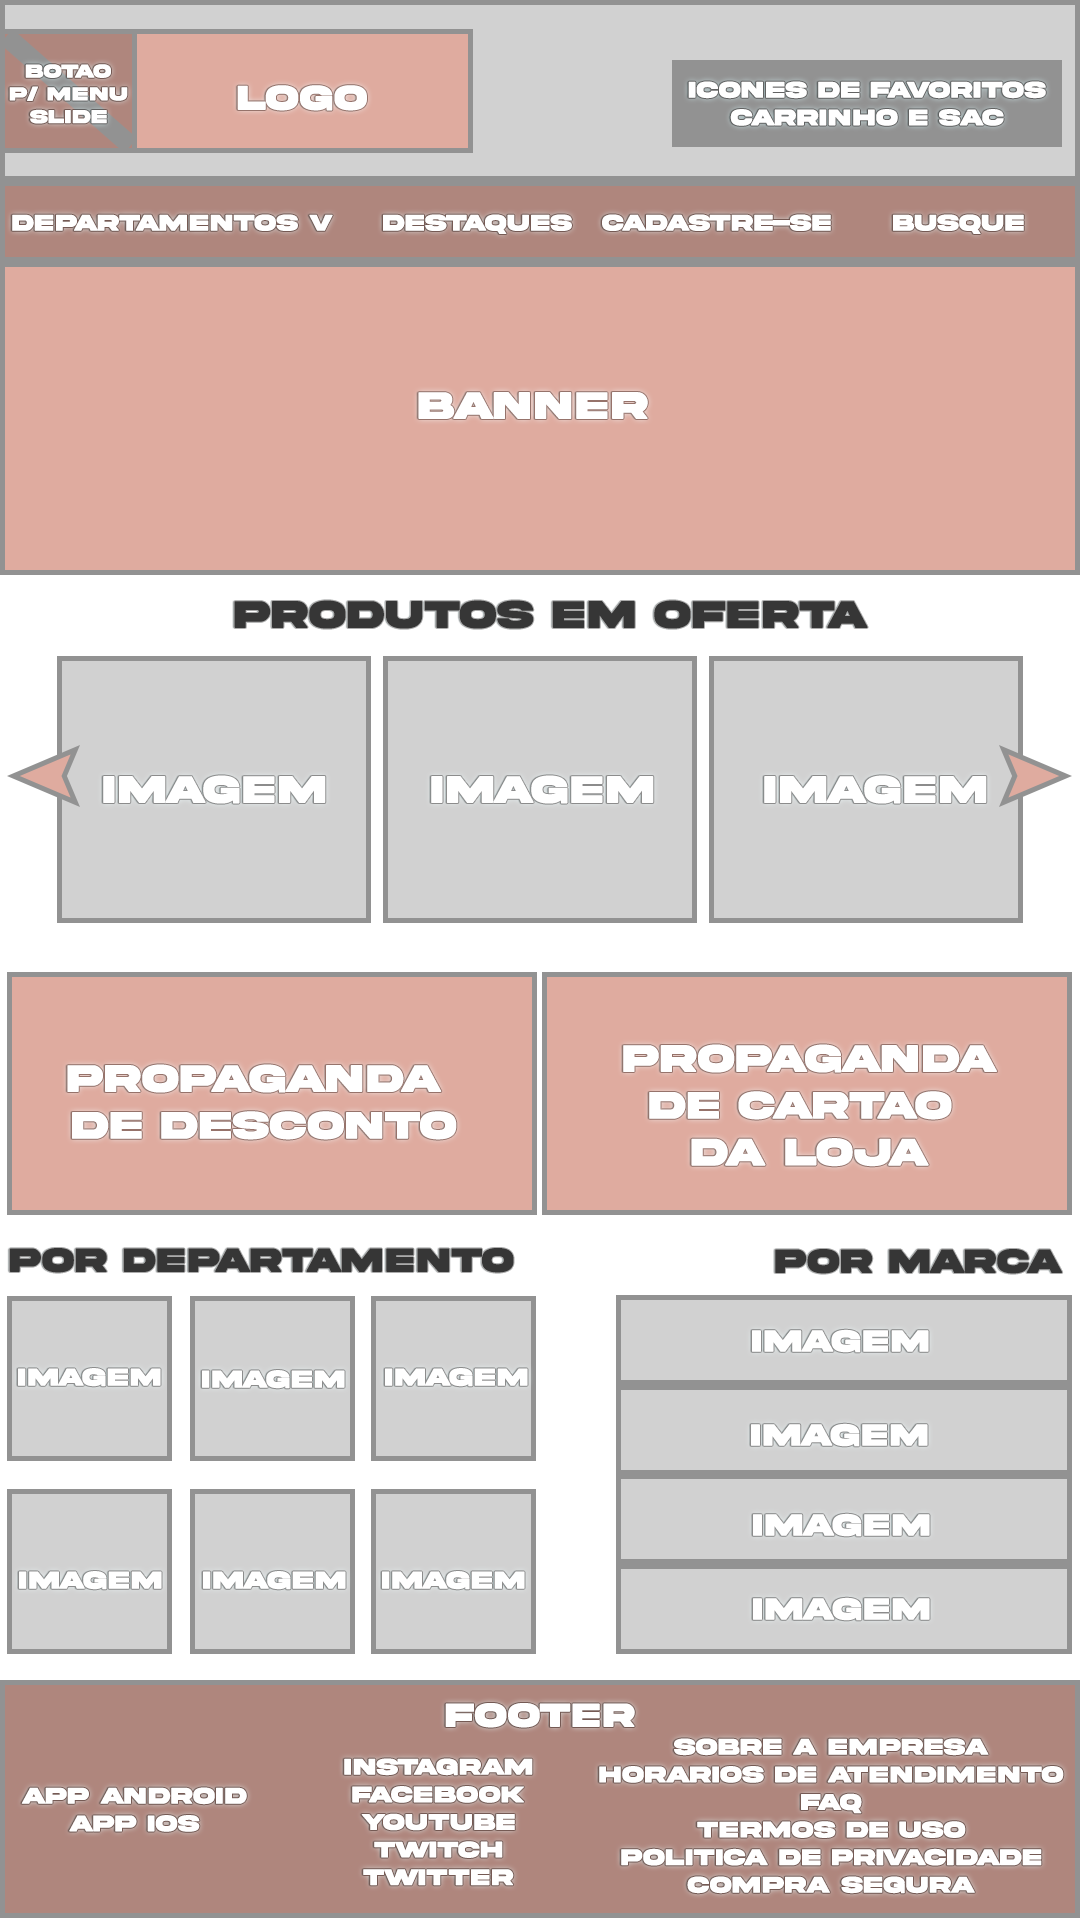 BOTAO
P/ MENU
SLIDE
LOGO
ICONES DE FAVORITOS
CARRINHO E SAC
DEPARTAMENTOS V
DESTAQUES
CADASTRE-SE
BUSQUE
BANNER
PRODUTOS EM OFERTA
IMAGEM
IMAGEM
IMAGEM
PROPAGANDA
DE DESCONTO
PROPAGANDA
DE CARTAO
DA LOJA
POR DEPARTAMENTO
IMAGEM
IMAGEM
IMAGEM
IMAGEM
IMAGEM
IMAGEM
POR MARCA
IMAGEM
IMAGEM
IMAGEM
IMAGEM
FOOTER
APP ANDROID
APP IOS
INSTAGRAM
FACEBOOK
YOUTUBE
TWITCH
TWITTER
SOBRE A EMPRESA
HORARIOS DE ATENDIMENTO
FAQ
TERMOS DE USO
POLITICA DE PRIVACIDADE
COMPRA SEGURA